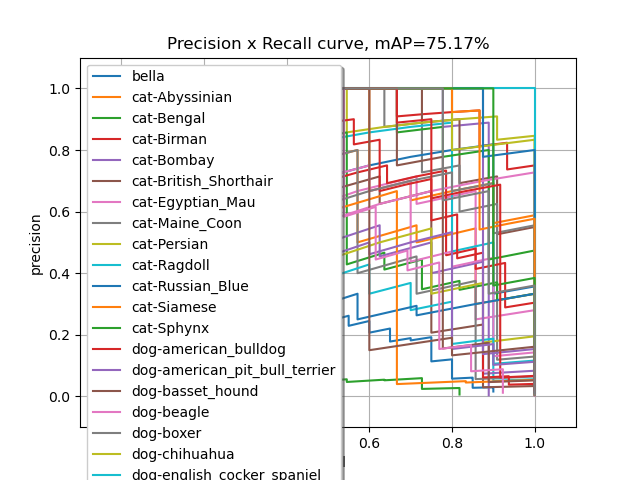 Precision x Recall curve, mAP=75.17%
precision
1.0
0.8
0.6
0.4
0.2
0.0
bella
cat-Abyssinian
cat-Bengal
cat-Birman
cat-Bombay
cat-British_Shorthair
cat-Egyptian_Mau
cat-Maine_Coon
cat-Persian
cat-Ragdoll
cat-Russian_Blue
cat-Siamese
cat-Sphynx
dog-american_bulldog
dog-american_pit_bull_terrier
dog-basset_hound
dog-beagle
dog-boxer
dog-chihuahua
dog-english_cocker_spaniel
0.6 0.8 1.0